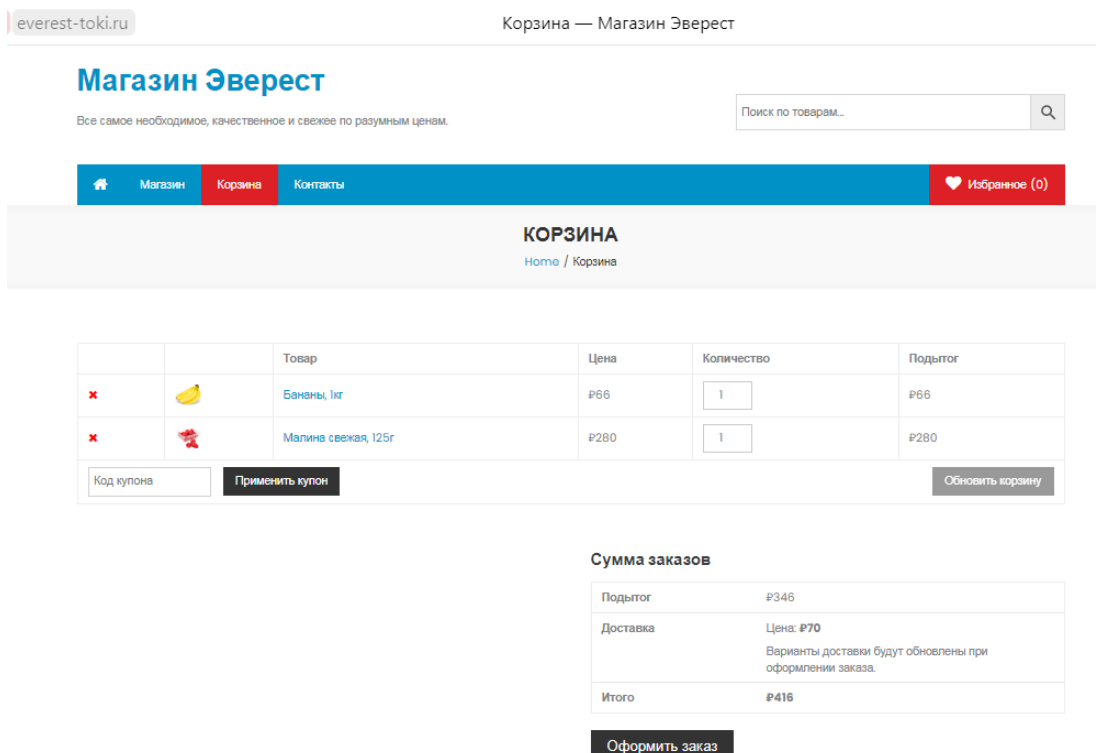 everest-toki.ru
Корзина — Магазин Эверест
Магазин Эверест
Все самое необходимое, качественное и свежее по разумным ценам.
Поиск по товарам...
Магазин Корзина Контакты Избранное (0)
КОРЗИНА
Home / Корзина
Товар Цена Количество Подытог
Бананы, 1кг ₽66 1 ₽66
Малина свежая, 125г ₽280 1 ₽280
Код купона Применить купон Обновить корзину
Сумма заказов
Подытог ₽346
Доставка Цена: ₽70
Варианты доставки будут обновлены при
оформлении заказа.
Итого ₽416
Оформить заказ